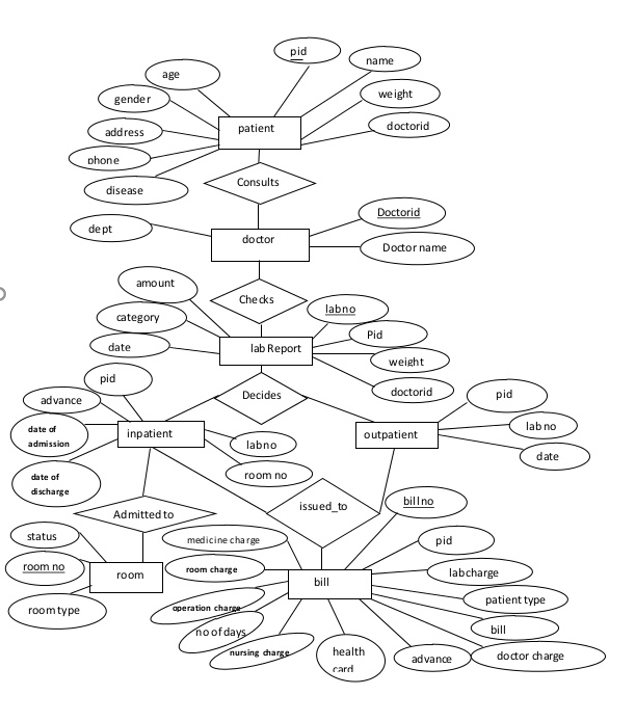 pid
name
age
weight
gender
doctorid
address
patient
phone
disease
Consults
Doctorid
dept
doctor
Doctor name
amount
Checks
labno
category
Pid
date
lab Report
weight
pid
doctorid
Decides
pid
advance
labno
date of
admission
inpatient
outpatient
labno
date
date of
discharge
room no
issued_to
billno
Admitted to
status
medicine charge
pid
room no
room charge
labcharge
room
bill
operation charge
patient type
room type
no of days
bill
nursing charge
health
card
advance
doctor charge